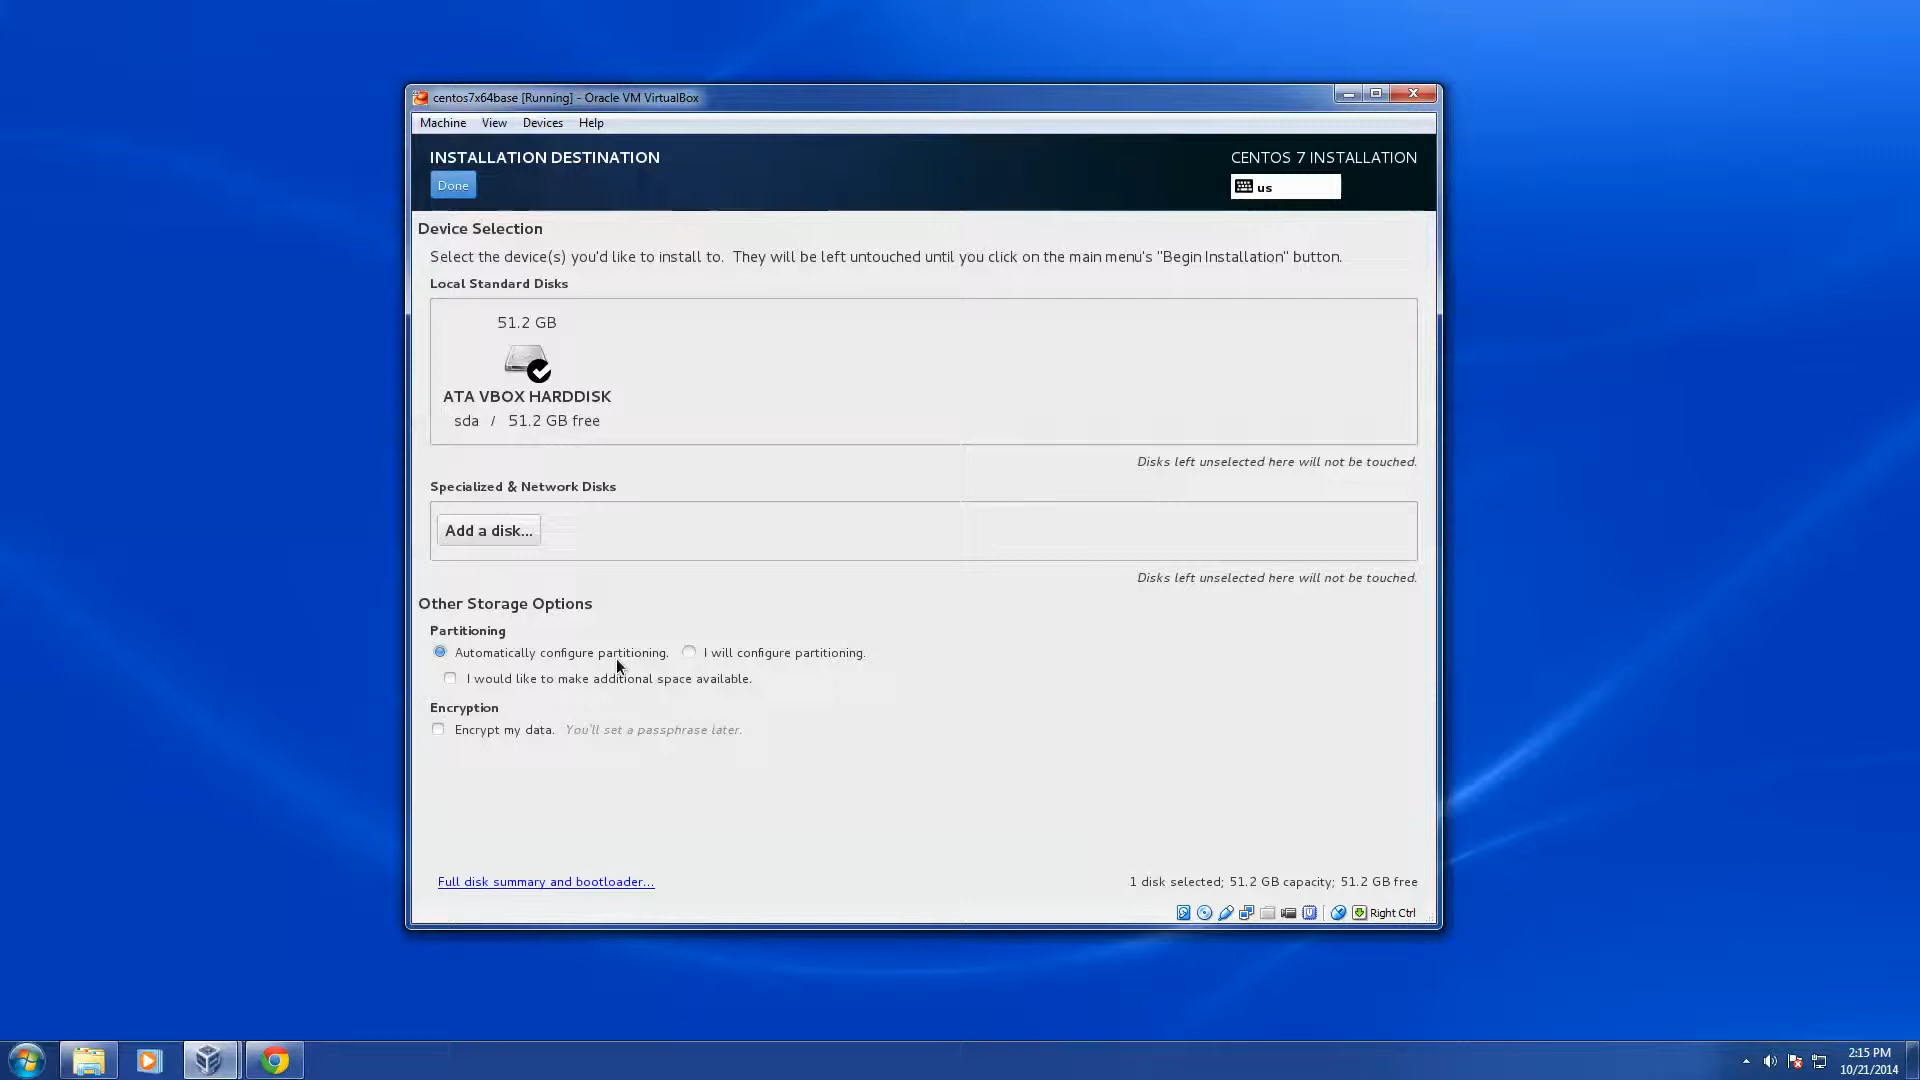 centos7x64base [Running] - Oracle VM VirtualBox
Machine View Devices Help
INSTALLATION DESTINATION
CENTOS 7 INSTALLATION
Done
us
Device Selection
Select the device(s) you'd like to install to. They will be left untouched until you click on the main menu's "Begin Installation" button.
Local Standard Disks
51.2 GB
ATA VBOX HARDDISK
sda / 51.2 GB free
Disks left unselected here will not be touched.
Specialized & Network Disks
Add a disk...
Disks left unselected here will not be touched.
Other Storage Options
Partitioning
Automatically configure partitioning. I will configure partitioning.
I would like to make additional space available.
Encryption
Encrypt my data. You'll set a passphrase later.
Full disk summary and bootloader...
1 disk selected; 51.2 GB capacity; 51.2 GB free
Right Ctrl
2:15 PM
10/21/2014